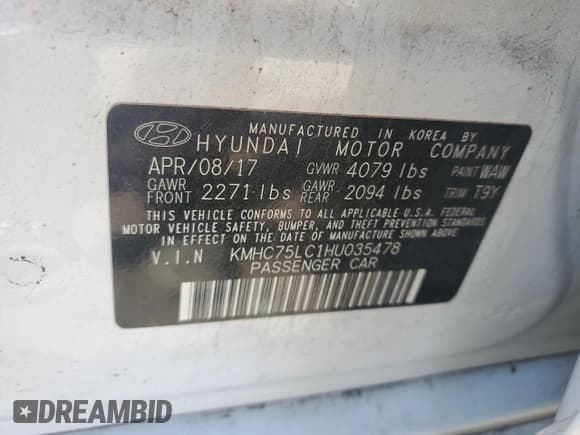 MANUFACTURED IN KOREA BY
HYUNDAI MOTOR COMPANY
APR/08/17 GVWR 4079 lbs PAINT WAW
GAWR FRONT 2271 lbs GAWR REAR 2094 lbs TRIM T9Y
THIS VEHICLE CONFORMS TO ALL APPLICABLE U.S.A. FEDERAL
MOTOR VEHICLE SAFETY, BUMPER, AND THEFT PREVENTION STANDARDS
IN EFFECT ON THE DATE OF MANUFACTURE SHOWN ABOVE.
V.I.N KMHC75LC1HU035478
PASSENGER CAR
DREAMBID